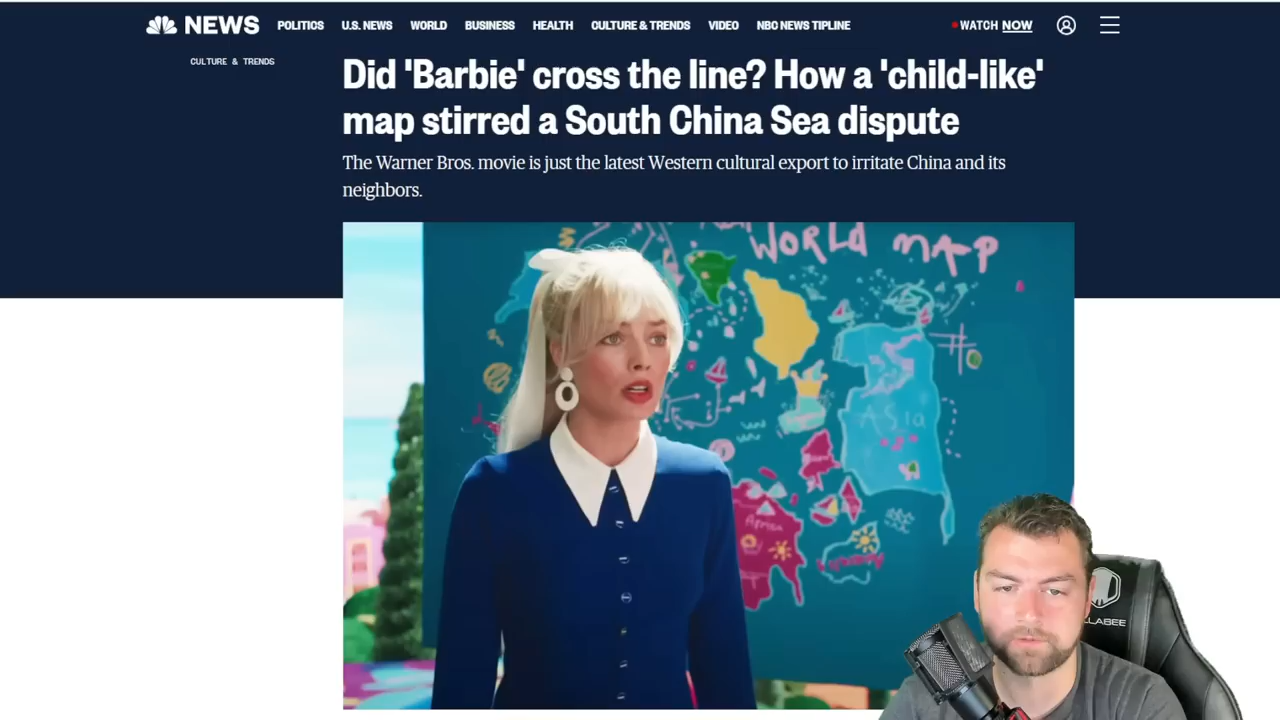 NEWS POLITICS U.S. NEWS WORLD BUSINESS HEALTH CULTURE & TRENDS VIDEO NBC NEWS TIPLINE WATCH NOW
CULTURE & TRENDS
Did 'Barbie' cross the line? How a 'child-like'
map stirred a South China Sea dispute
The Warner Bros. movie is just the latest Western cultural export to irritate China and its
neighbors.
WORLD MAP
ASIA
Africa